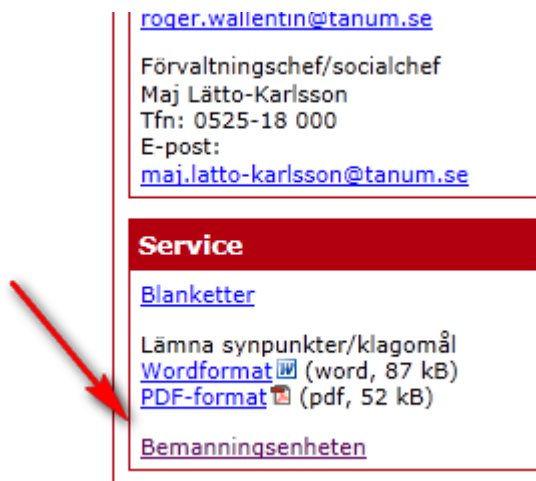 roger.wallentin@tanum.se
Förvaltningschef/socialchef
Maj Lätto-Karlsson
Tfn: 0525-18 000
E-post:
maj.latto-karlsson@tanum.se
Service
Blanketter
Lämna synpunkter/klagomål
Wordformat (word, 87 kB)
PDF-format (pdf, 52 kB)
Bemanningsenheten